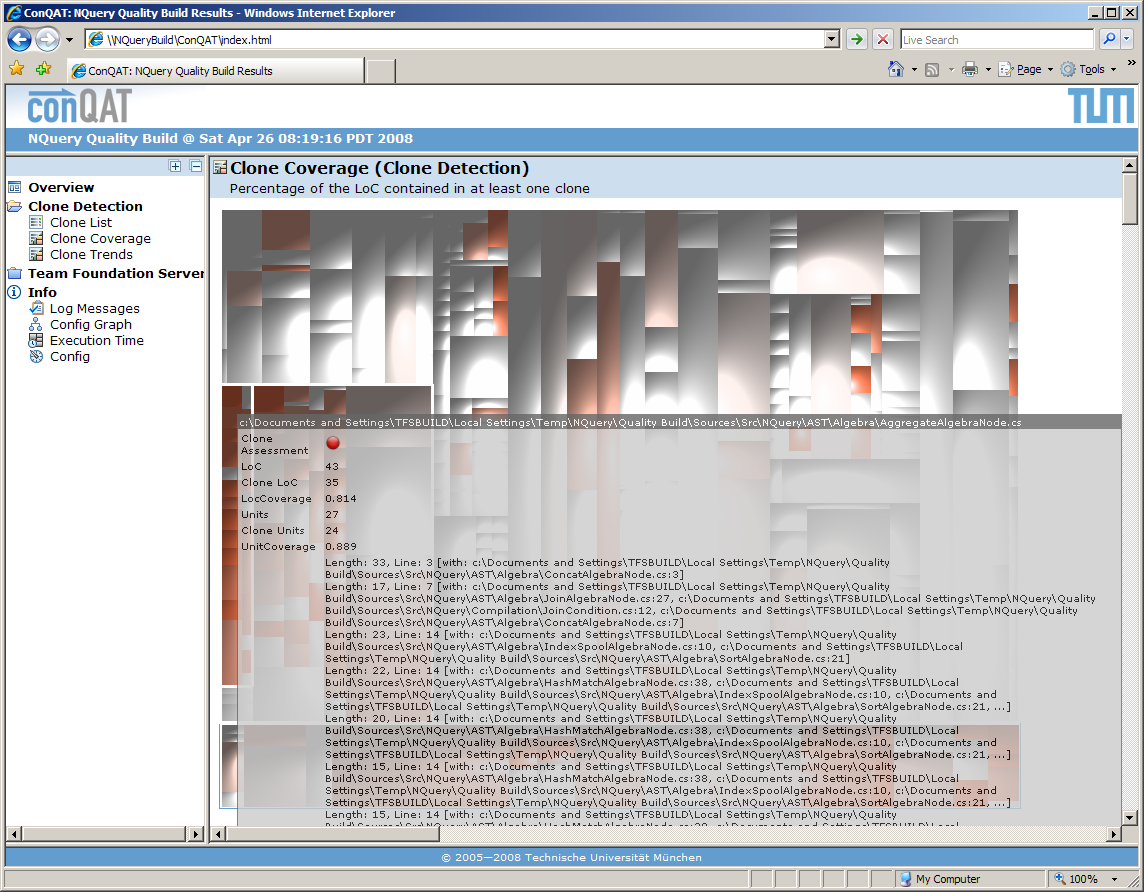 ConQAT: NQuery Quality Build Results - Windows Internet Explorer
\\NQueryBuild\ConQAT\index.html
Live Search
ConQAT: NQuery Quality Build Results
Page
Tools
conQAT
TUM
NQuery Quality Build @ Sat Apr 26 08:19:16 PDT 2008
Overview
Clone Detection
Clone List
Clone Coverage
Clone Trends
Team Foundation Server
Info
Log Messages
Config Graph
Execution Time
Config
Clone Coverage (Clone Detection)
Percentage of the LoC contained in at least one clone
c:\Documents and Settings\TFSBUILD\Local Settings\Temp\NQuery\Quality Build\Sources\Src\NQuery\AST\Algebra\AggregateAlgebraNode.cs
Clone
Assessment
LoC 43
Clone LoC 35
LocCoverage 0.814
Units 27
Clone Units 24
UnitCoverage 0.889
Length: 33, Line: 3 [with: c:\Documents and Settings\TFSBUILD\Local Settings\Temp\NQuery\Quality
Build\Sources\Src\NQuery\AST\Algebra\ConcatAlgebraNode.cs:3]
Length: 17, Line: 7 [with: c:\Documents and Settings\TFSBUILD\Local Settings\Temp\NQuery\Quality
Build\Sources\Src\NQuery\AST\Algebra\JoinAlgebraNode.cs:27, c:\Documents and Settings\TFSBUILD\Local Settings\Temp\NQuery\Quality
Build\Sources\Src\NQuery\Compilation\JoinCondition.cs:12, c:\Documents and Settings\TFSBUILD\Local Settings\Temp\NQuery\Quality
Build\Sources\Src\NQuery\AST\Algebra\ConcatAlgebraNode.cs:7]
Length: 23, Line: 14 [with: c:\Documents and Settings\TFSBUILD\Local Settings\Temp\NQuery\Quality
Build\Sources\Src\NQuery\AST\Algebra\IndexSpoolAlgebraNode.cs:10, c:\Documents and Settings\TFSBUILD\Local
Settings\Temp\NQuery\Quality Build\Sources\Src\NQuery\AST\Algebra\SortAlgebraNode.cs:21]
Length: 22, Line: 14 [with: c:\Documents and Settings\TFSBUILD\Local Settings\Temp\NQuery\Quality
Build\Sources\Src\NQuery\AST\Algebra\HashMatchAlgebraNode.cs:38, c:\Documents and Settings\TFSBUILD\Local
Settings\Temp\NQuery\Quality Build\Sources\Src\NQuery\AST\Algebra\IndexSpoolAlgebraNode.cs:10, c:\Documents and
Settings\TFSBUILD\Local Settings\Temp\NQuery\Quality Build\Sources\Src\NQuery\AST\Algebra\SortAlgebraNode.cs:21, ...]
Length: 20, Line: 14 [with: c:\Documents and Settings\TFSBUILD\Local Settings\Temp\NQuery\Quality
Build\Sources\Src\NQuery\AST\Algebra\HashMatchAlgebraNode.cs:38, c:\Documents and Settings\TFSBUILD\Local
Settings\Temp\NQuery\Quality Build\Sources\Src\NQuery\AST\Algebra\IndexSpoolAlgebraNode.cs:10, c:\Documents and
Settings\TFSBUILD\Local Settings\Temp\NQuery\Quality Build\Sources\Src\NQuery\AST\Algebra\SortAlgebraNode.cs:21, ...]
Length: 15, Line: 14 [with: c:\Documents and Settings\TFSBUILD\Local Settings\Temp\NQuery\Quality
Build\Sources\Src\NQuery\AST\Algebra\HashMatchAlgebraNode.cs:38, c:\Documents and Settings\TFSBUILD\Local
Settings\Temp\NQuery\Quality Build\Sources\Src\NQuery\AST\Algebra\IndexSpoolAlgebraNode.cs:10, c:\Documents and
Settings\TFSBUILD\Local Settings\Temp\NQuery\Quality Build\Sources\Src\NQuery\AST\Algebra\SortAlgebraNode.cs:21, ...]
Length: 15, Line: 14 [with: c:\Documents and Settings\TFSBUILD\Local Settings\Temp\NQuery\Quality
© 2005—2008 Technische Universität München
My Computer
100%